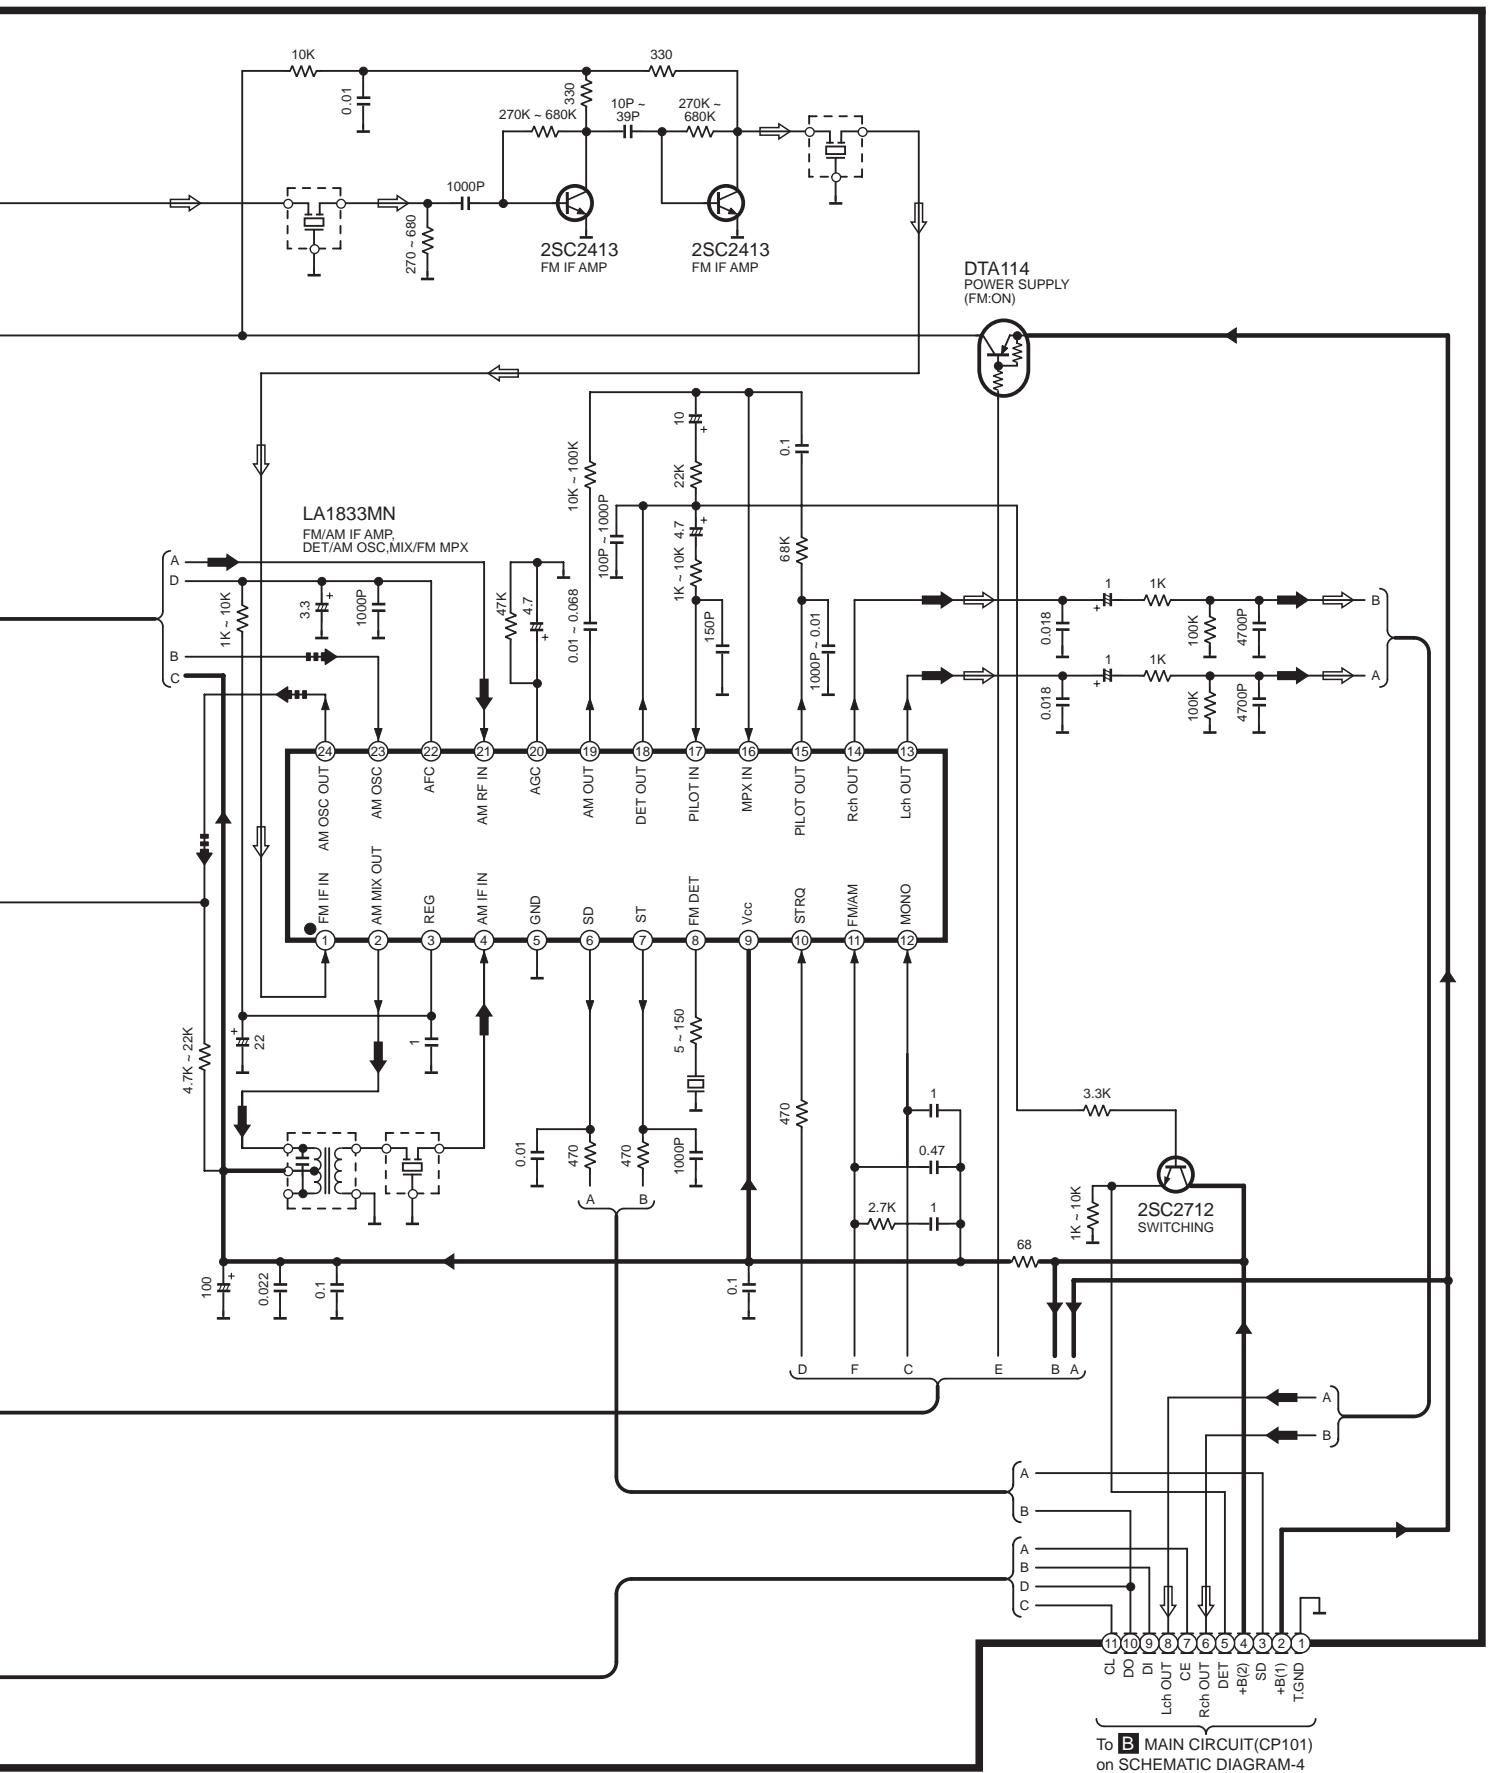 10K
330
0.01
330
270K ~ 680K
10P ~
39P
270K ~
680K
1000P
270 ~ 680
2SC2413
FM IF AMP
2SC2413
FM IF AMP
DTA114
POWER SUPPLY
(FM:ON)
LA1833MN
FM/AM IF AMP,
DET/AM OSC,MIX/FM MPX
A
D
B
C
1K ~ 10K
3.3
+
1000P
47K
4.7
+
10K ~ 100K
0.01 ~ 0.068
100P ~ 1000P
10
+
22K
4.7
+
1K ~ 10K
150P
0.1
68K
1000P ~ 0.01
0.018
1
+
1K
100K
4700P
B
0.018
1
+
1K
100K
4700P
A
24 23 22 21 20 19 18 17 16 15 14 13
AM OSC OUT
AM OSC
AFC
AM RF IN
AGC
AM OUT
DET OUT
PILOT IN
MPX IN
PILOT OUT
Rch OUT
Lch OUT
FM IF IN
AM MIX OUT
REG
AM IF IN
GND
SD
ST
FM DET
Vcc
STRQ
FM/AM
MONO
1 2 3 4 5 6 7 8 9 10 11 12
4.7K ~ 22K
+
22
1
5 ~ 150
0.01
470
470
1000P
A
B
470
1
0.47
2.7K
1
3.3K
1K ~ 10K
2SC2712
SWITCHING
68
100
+
0.022
0.1
0.1
D F C E B A
A
B
A
B
A
B
D
C
11 10 9 8 7 6 5 4 3 2 1
CL
DO
DI
Lch OUT
CE
Rch OUT
DET
+B(2)
SD
+B(1)
T.GND
To B MAIN CIRCUIT(CP101)
on SCHEMATIC DIAGRAM-4